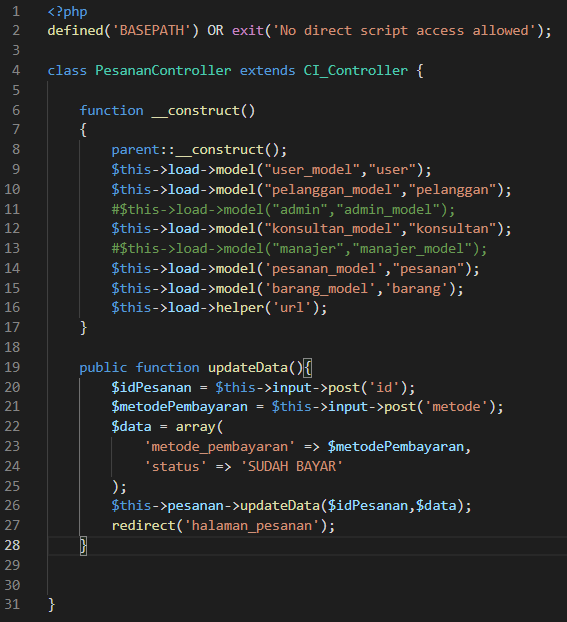 1 <?php
2 defined('BASEPATH') OR exit('No direct script access allowed');
3
4 class PesananController extends CI_Controller {
5
6     function __construct()
7     {
8         parent::__construct();
9         $this->load->model("user_model","user");
10         $this->load->model("pelanggan_model","pelanggan");
11         #$this->load->model("admin","admin_model");
12         $this->load->model("konsultan_model","konsultan");
13         #$this->load->model("manajer","manajer_model");
14         $this->load->model('pesanan_model',"pesanan");
15         $this->load->model('barang_model','barang');
16         $this->load->helper('url');
17     }
18
19     public function updateData(){
20         $idPesanan = $this->input->post('id');
21         $metodePembayaran = $this->input->post('metode');
22         $data = array(
23             'metode_pembayaran' => $metodePembayaran,
24             'status' => 'SUDAH BAYAR'
25         );
26         $this->pesanan->updateData($idPesanan,$data);
27         redirect('halaman_pesanan');
28     }
29
30
31 }